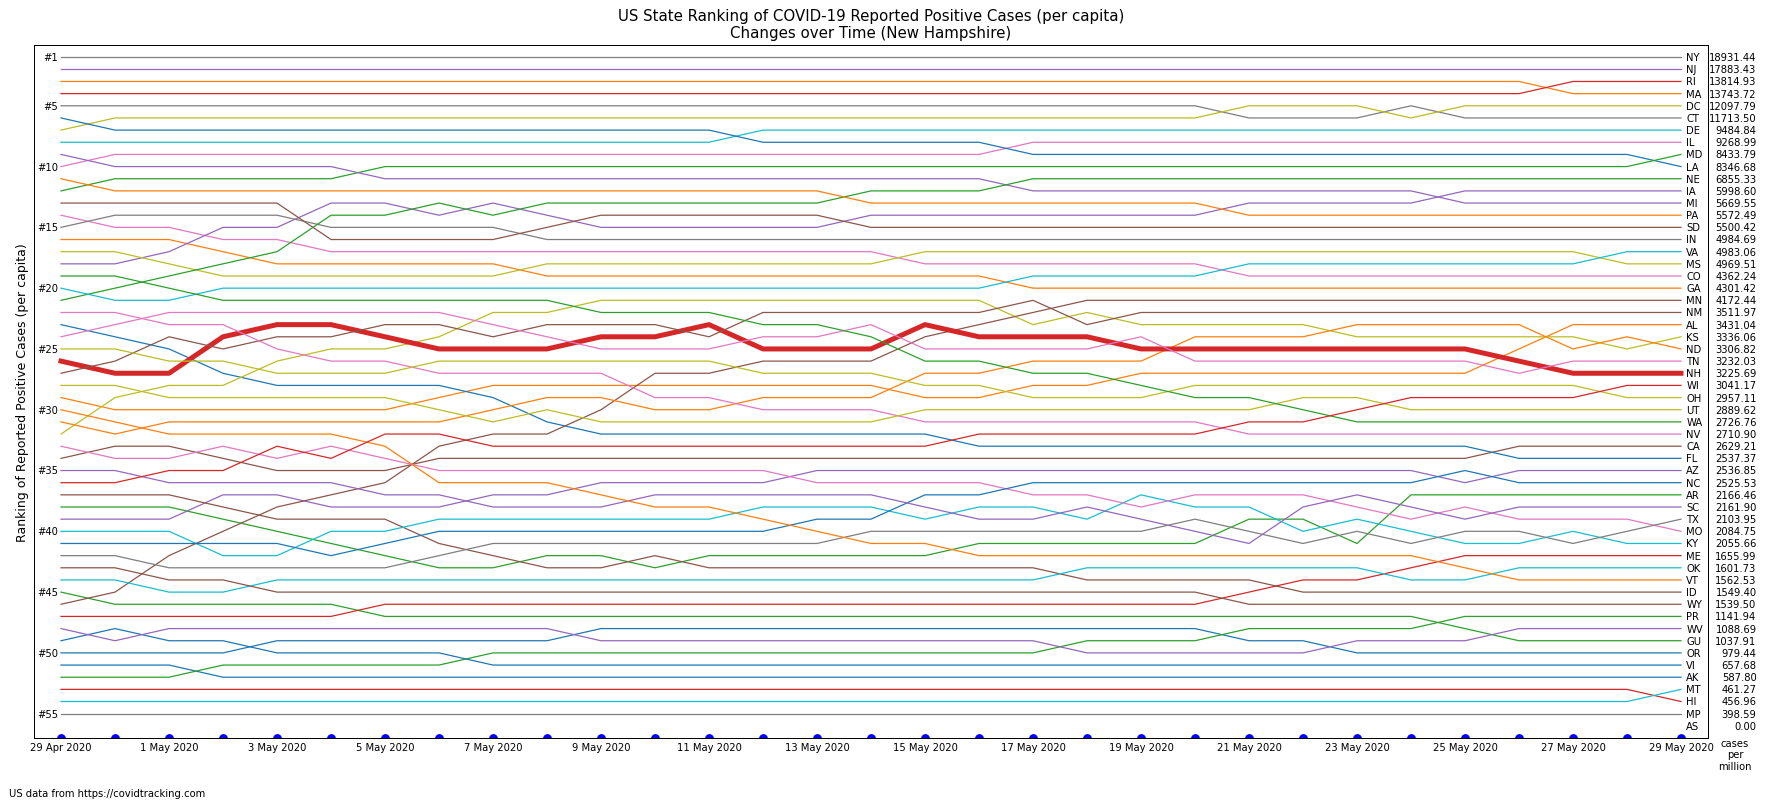 US State Ranking of COVID-19 Reported Positive Cases (per capita)
Changes over Time (New Hampshire)
Ranking of Reported Positive Cases (per capita)
#1
#5
#10
#15
#20
#25
#30
#35
#40
#45
#50
#55
NY 18931.44
NJ 17883.43
RI 13814.93
MA 13743.72
DC 12097.79
CT 11713.50
DE 9484.84
IL 9268.99
MD 8433.79
LA 8346.68
NE 6855.33
IA 5998.60
MI 5669.55
PA 5572.49
SD 5500.42
IN 4984.69
VA 4983.06
MS 4969.51
CO 4362.24
GA 4301.42
MN 4172.44
NM 3511.97
AL 3431.04
KS 3336.06
ND 3306.82
TN 3232.03
NH 3225.69
WI 3041.17
OH 2957.11
UT 2889.62
WA 2726.76
NV 2710.90
CA 2629.21
FL 2537.37
AZ 2536.85
NC 2525.53
AR 2166.46
SC 2161.90
TX 2103.95
MO 2084.75
KY 2055.66
ME 1655.99
OK 1601.73
VT 1562.53
ID 1549.40
WY 1539.50
PR 1141.94
WV 1088.69
GU 1037.91
OR 979.44
VI 657.68
AK 587.80
MT 461.27
HI 456.96
MP 398.59
AS 0.00
29 Apr 2020 1 May 2020 3 May 2020 5 May 2020 7 May 2020 9 May 2020 11 May 2020 13 May 2020 15 May 2020 17 May 2020 19 May 2020 21 May 2020 23 May 2020 25 May 2020 27 May 2020 29 May 2020
cases
per
million
US data from https://covidtracking.com